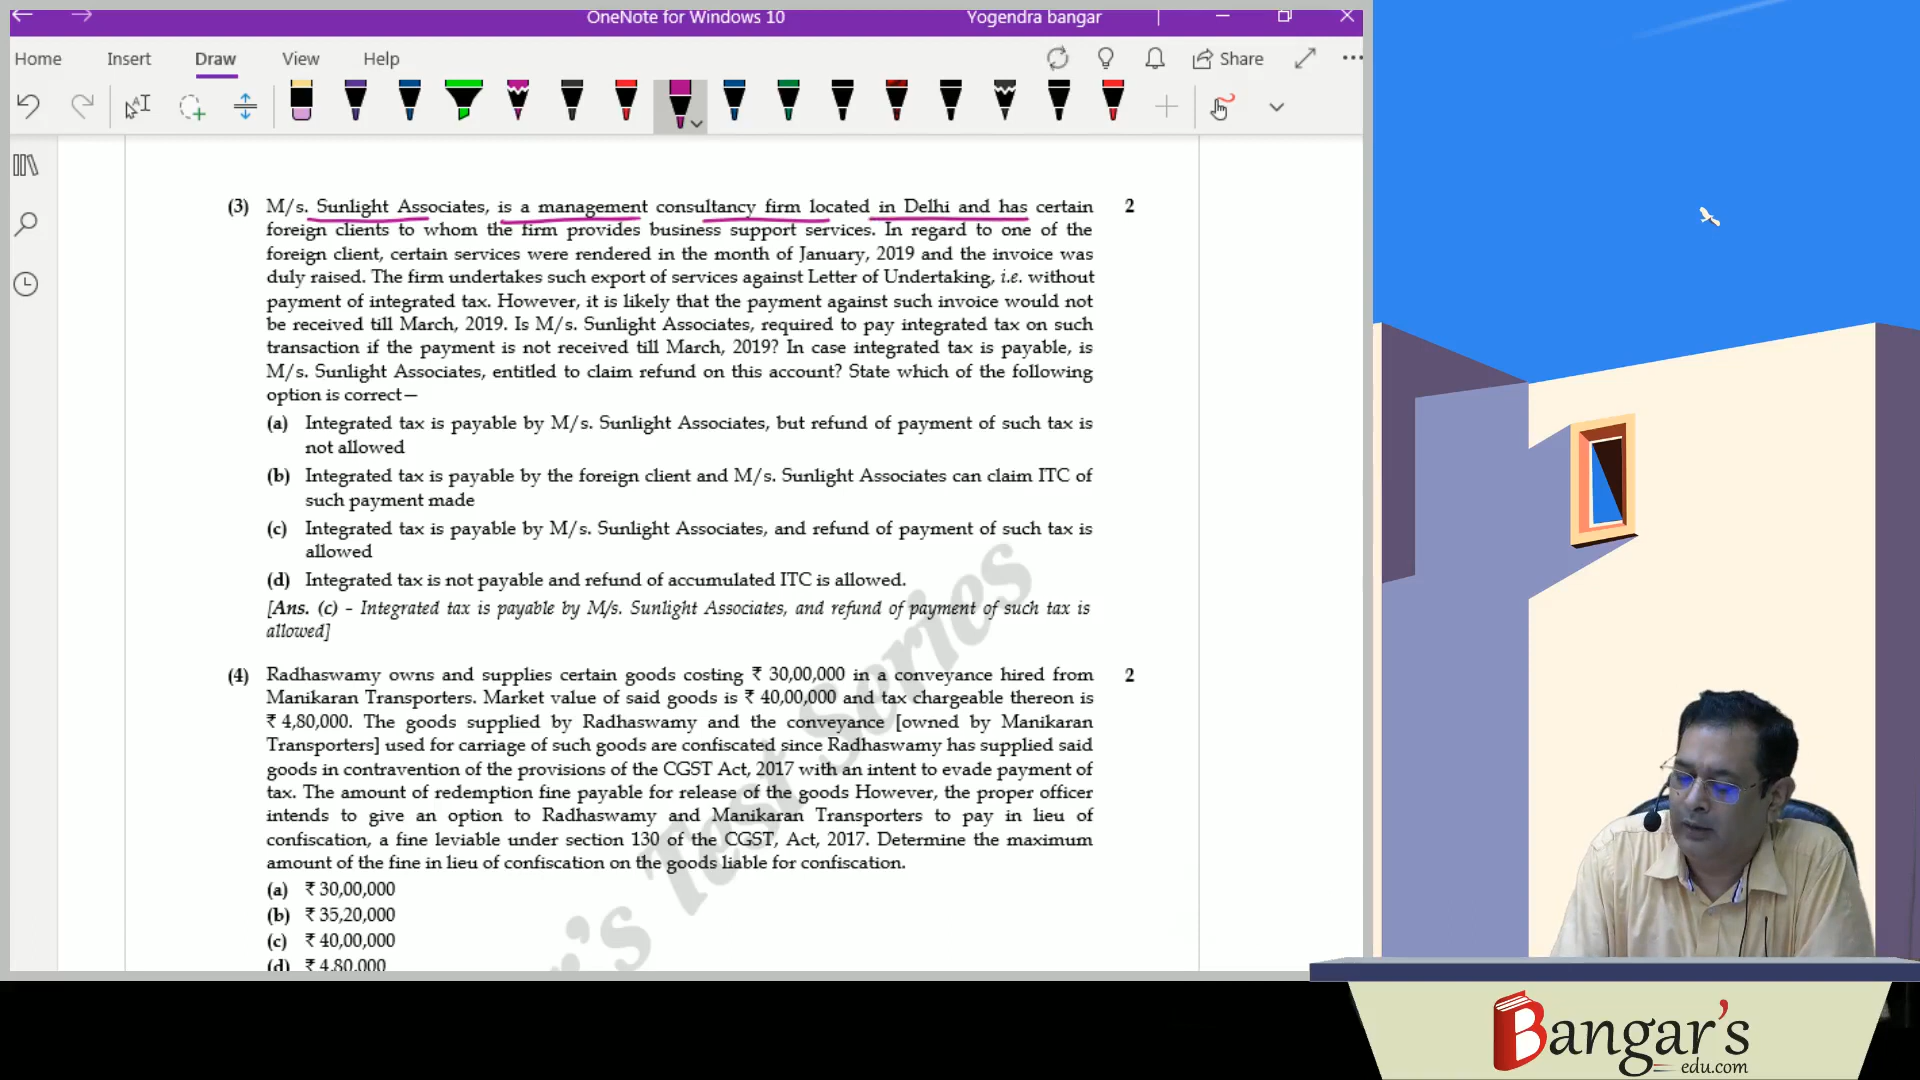 OneNote for Windows 10
Yogendra bangar
Home Insert Draw View Help
Share
(3) M/s. Sunlight Associates, is a management consultancy firm located in Delhi and has certain 2
foreign clients to whom the firm provides business support services. In regard to one of the
foreign client, certain services were rendered in the month of January, 2019 and the invoice was
duly raised. The firm undertakes such export of services against Letter of Undertaking, i.e. without
payment of integrated tax. However, it is likely that the payment against such invoice would not
be received till March, 2019. Is M/s. Sunlight Associates, required to pay integrated tax on such
transaction if the payment is not received till March, 2019? In case integrated tax is payable, is
M/s. Sunlight Associates, entitled to claim refund on this account? State which of the following
option is correct—
(a) Integrated tax is payable by M/s. Sunlight Associates, but refund of payment of such tax is
not allowed
(b) Integrated tax is payable by the foreign client and M/s. Sunlight Associates can claim ITC of
such payment made
(c) Integrated tax is payable by M/s. Sunlight Associates, and refund of payment of such tax is
allowed
(d) Integrated tax is not payable and refund of accumulated ITC is allowed.
[Ans. (c) – Integrated tax is payable by M/s. Sunlight Associates, and refund of payment of such tax is
allowed]
(4) Radhaswamy owns and supplies certain goods costing ₹ 30,00,000 in a conveyance hired from 2
Manikaran Transporters. Market value of said goods is ₹ 40,00,000 and tax chargeable thereon is
₹ 4,80,000. The goods supplied by Radhaswamy and the conveyance [owned by Manikaran
Transporters] used for carriage of such goods are confiscated since Radhaswamy has supplied said
goods in contravention of the provisions of the CGST Act, 2017 with an intent to evade payment of
tax. The amount of redemption fine payable for release of the goods However, the proper officer
intends to give an option to Radhaswamy and Manikaran Transporters to pay in lieu of
confiscation, a fine leviable under section 130 of the CGST, Act, 2017. Determine the maximum
amount of the fine in lieu of confiscation on the goods liable for confiscation.
(a) ₹ 30,00,000
(b) ₹ 35,20,000
(c) ₹ 40,00,000
(d) ₹ 4,80,000
r's Test Series
Bangar's
edu.com